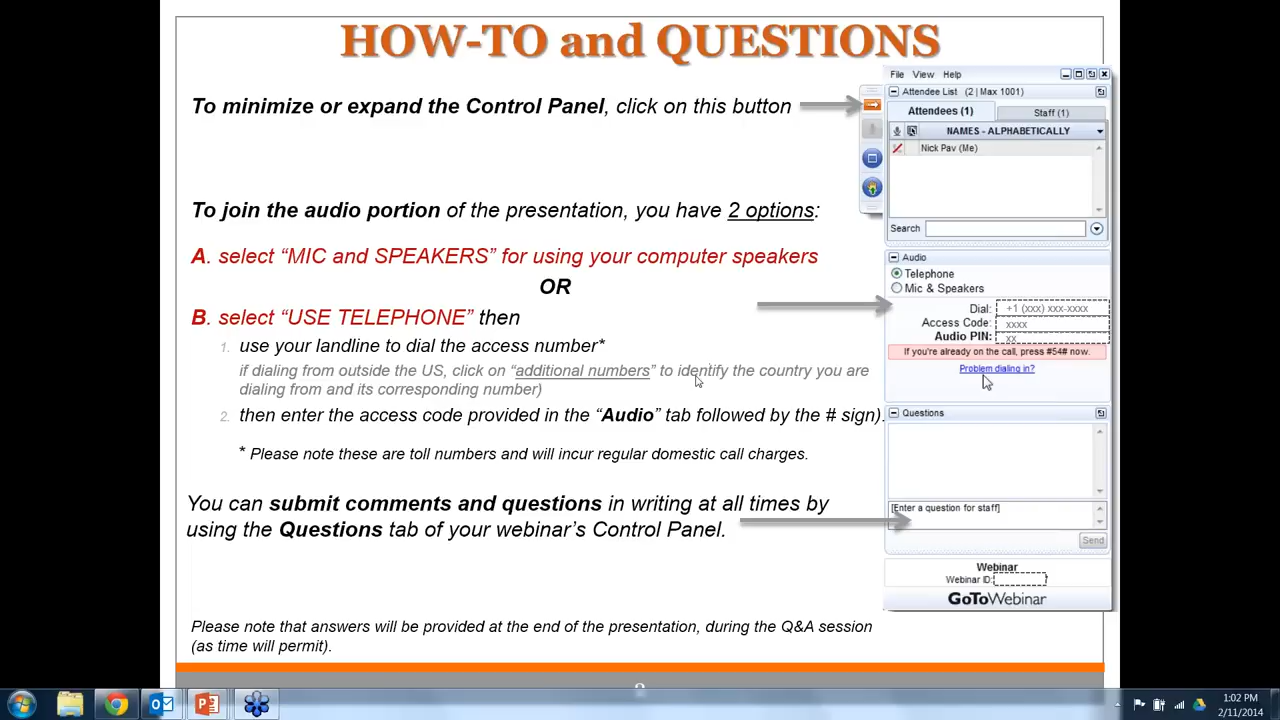 HOW-TO and QUESTIONS
To minimize or expand the Control Panel, click on this button
To join the audio portion of the presentation, you have 2 options:
A. select “MIC and SPEAKERS” for using your computer speakers
OR
B. select “USE TELEPHONE” then
1. use your landline to dial the access number*
if dialing from outside the US, click on “additional numbers” to identify the country you are
dialing from and its corresponding number)
2. then enter the access code provided in the “Audio” tab followed by the # sign).
* Please note these are toll numbers and will incur regular domestic call charges.
You can submit comments and questions in writing at all times by
using the Questions tab of your webinar’s Control Panel.
Please note that answers will be provided at the end of the presentation, during the Q&A session
(as time will permit).
File View Help
Attendee List (2 | Max 1001)
Attendees (1) Staff (1)
NAMES - ALPHABETICALLY
Nick Pav (Me)
Search
Audio
Telephone
Mic & Speakers
Dial: +1 (xxx) xxx-xxxx
Access Code: xxxx
Audio PIN: xx
If you're already on the call, press #54# now.
Problem dialing in?
Questions
[Enter a question for staff]
Send
Webinar
Webinar ID:
GoToWebinar
1:02 PM
2/11/2014